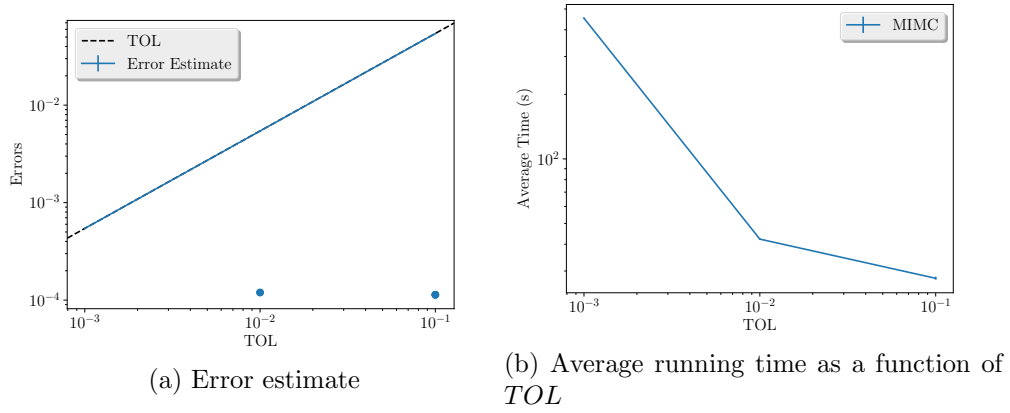 TOL
Error Estimate
Errors
10^{-2}
10^{-3}
10^{-4}
10^{-3}
10^{-2}
10^{-1}
TOL
(a) Error estimate
MIMC
Average Time (s)
10^{2}
10^{-3}
10^{-2}
10^{-1}
TOL
(b) Average running time as a function of
TOL